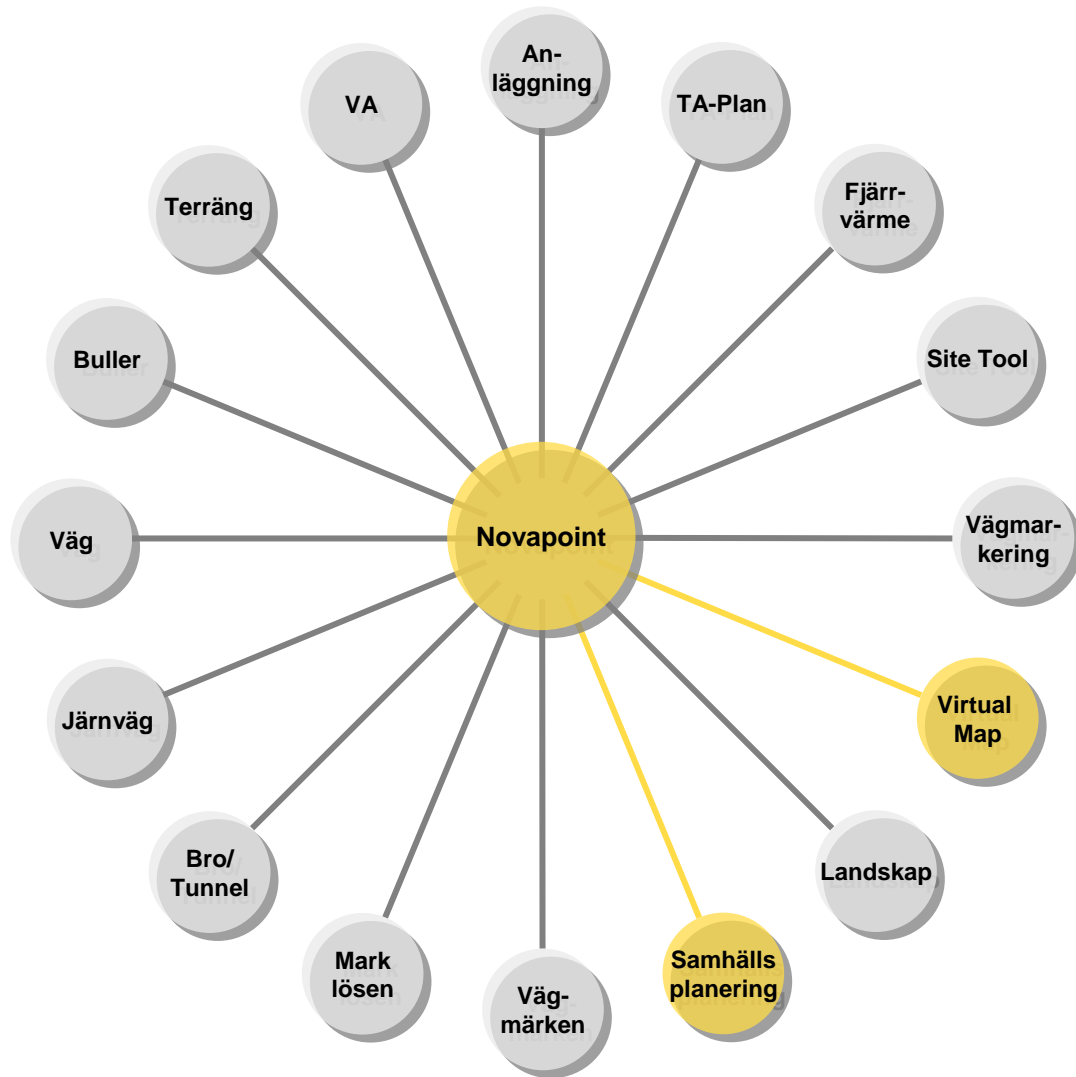 An-
läggning
VA
TA-Plan
Terräng
Fjärr-
värme
Buller
Site Tool
Väg
Novapoint
Vägmar-
kering
Järnväg
Virtual
Map
Bro/
Tunnel
Landskap
Mark
lösen
Väg-
märken
Samhälls
planering